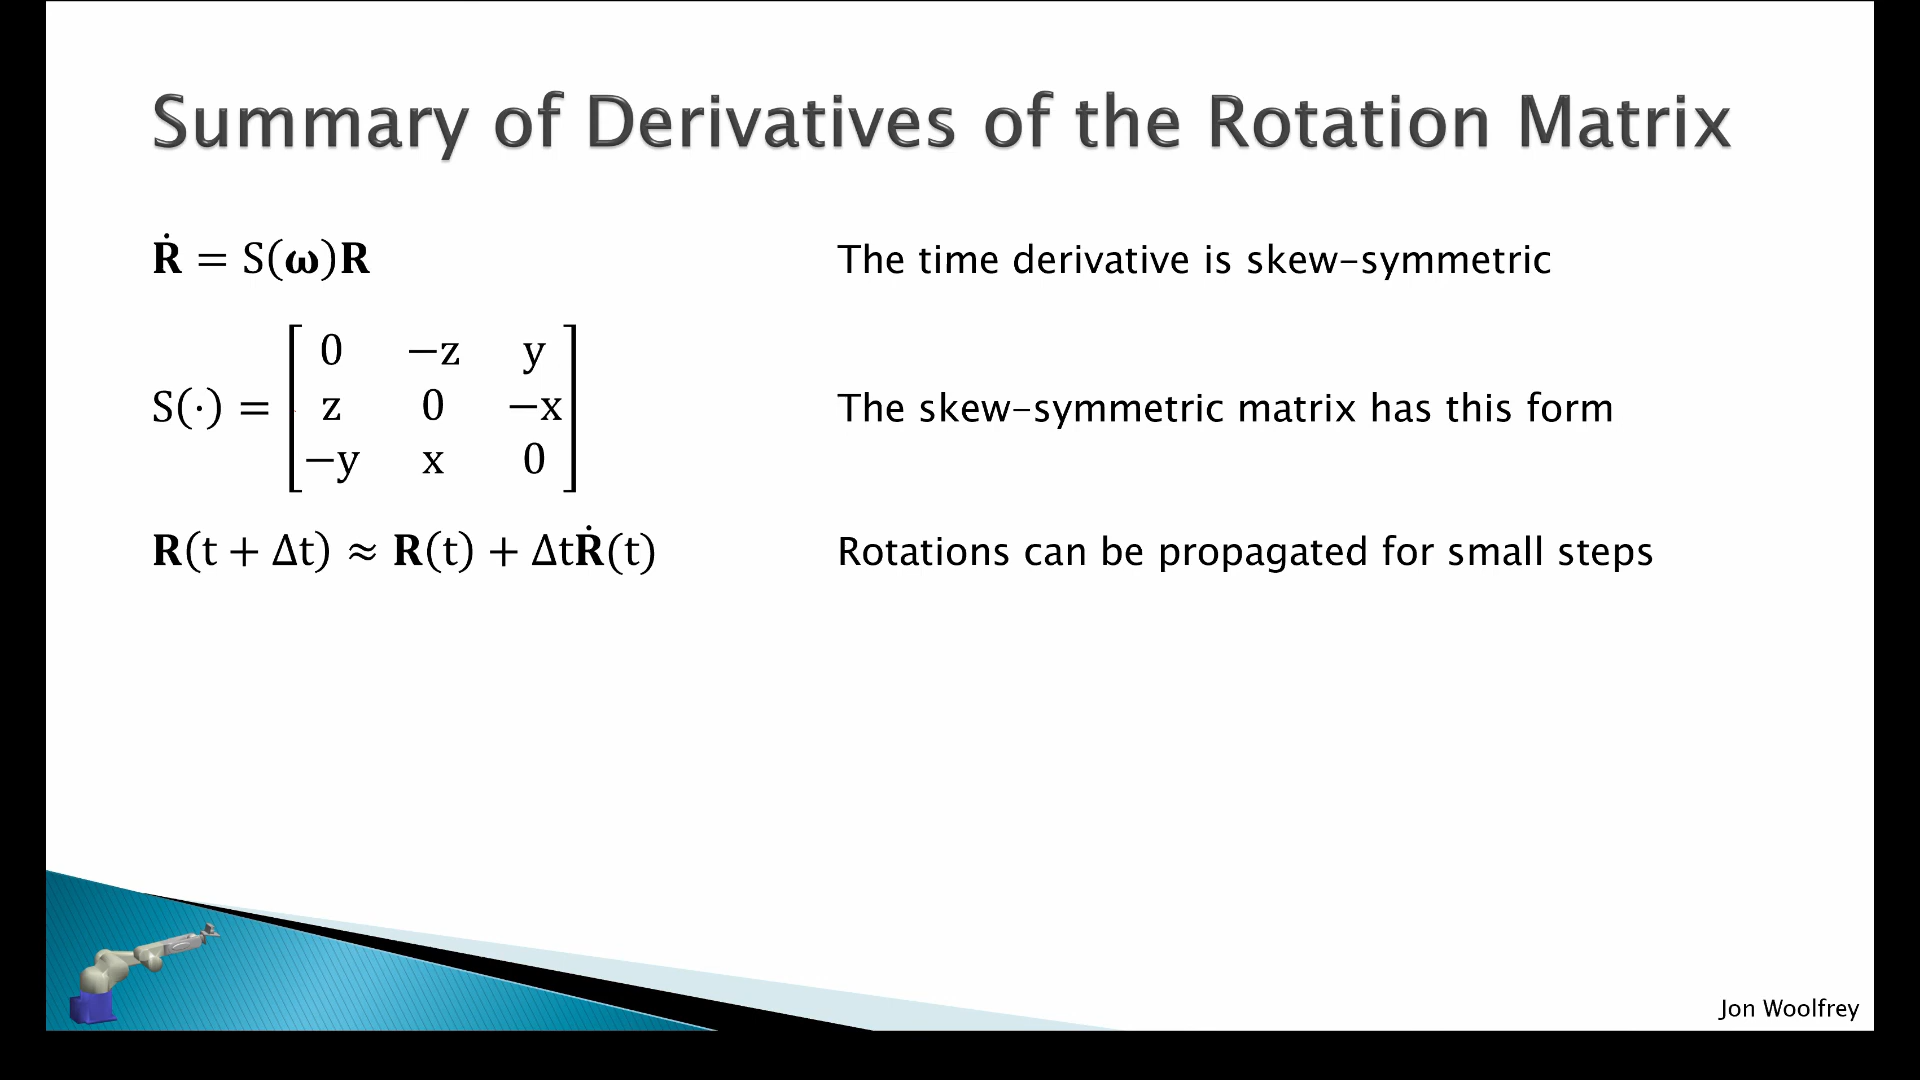 Summary of Derivatives of the Rotation Matrix
Ṙ = S(ω)R
The time derivative is skew-symmetric
S(·) = [0 −z y
z 0 −x
−y x 0]
The skew-symmetric matrix has this form
R(t + Δt) ≈ R(t) + ΔtṘ(t)
Rotations can be propagated for small steps
Jon Woolfrey